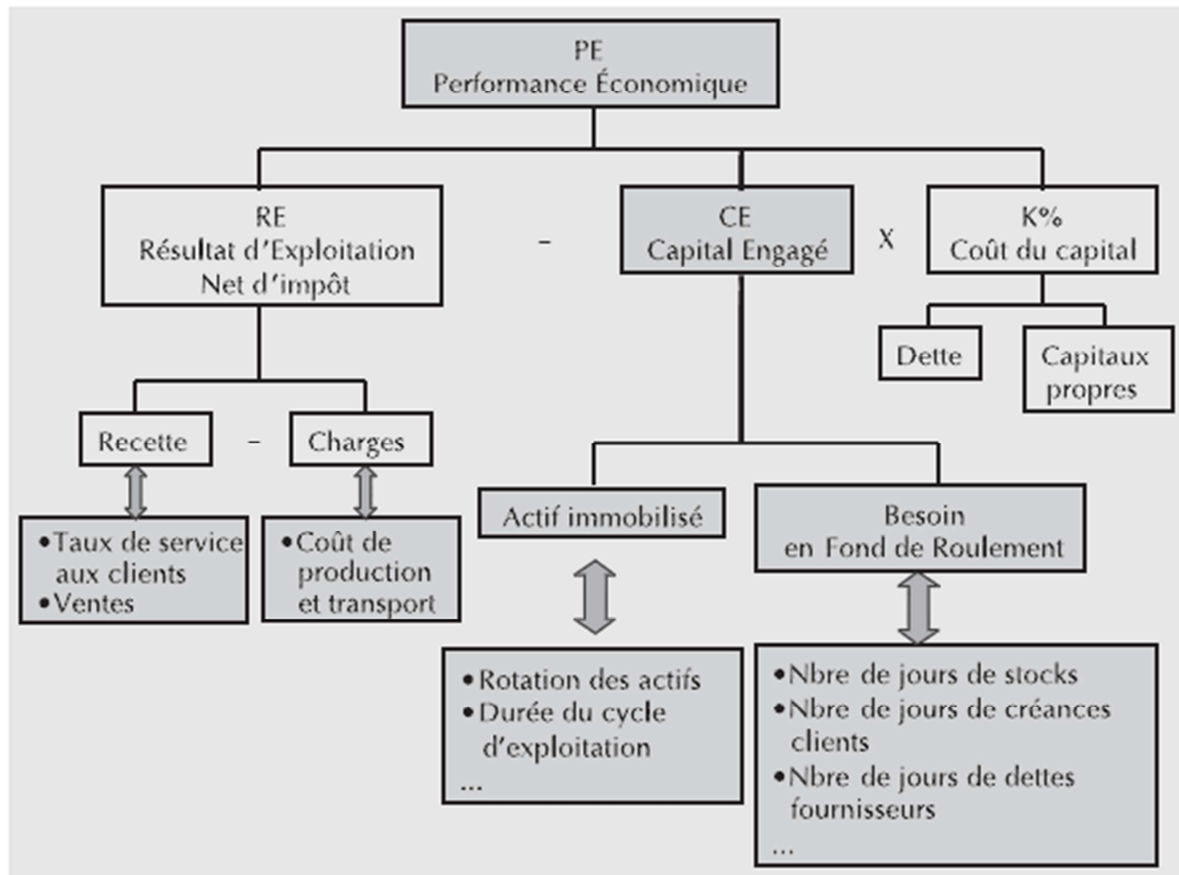 PE
Performance Économique
RE
Résultat d'Exploitation
Net d'impôt
-
CE
Capital Engagé
X
K%
Coût du capital
Dette
Capitaux
propres
Recette
-
Charges
•Taux de service
aux clients
•Ventes
•Coût de
production
et transport
Actif immobilisé
Besoin
en Fond de Roulement
•Rotation des actifs
•Durée du cycle
d'exploitation
...
•Nbre de jours de stocks
•Nbre de jours de créances
clients
•Nbre de jours de dettes
fournisseurs
...